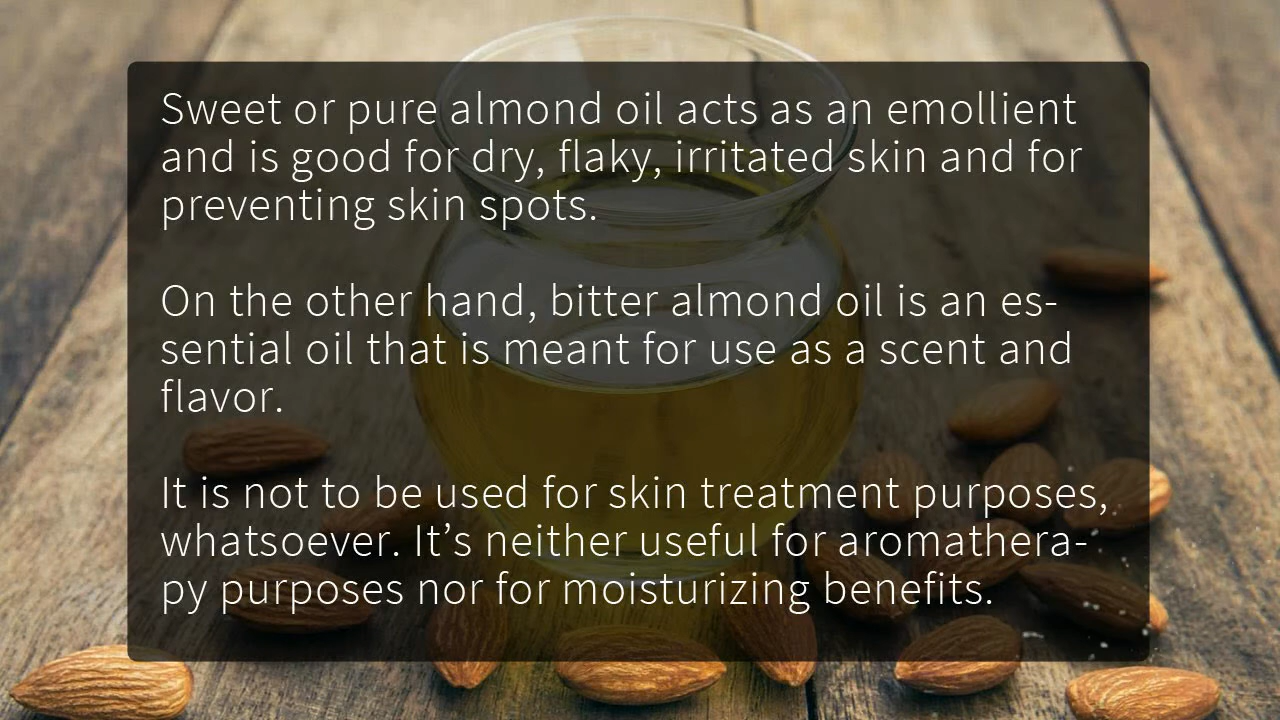 Sweet or pure almond oil acts as an emollient
and is good for dry, flaky, irritated skin and for
preventing skin spots.
On the other hand, bitter almond oil is an es-
sential oil that is meant for use as a scent and
flavor.
It is not to be used for skin treatment purposes,
whatsoever. It’s neither useful for aromathera-
py purposes nor for moisturizing benefits.